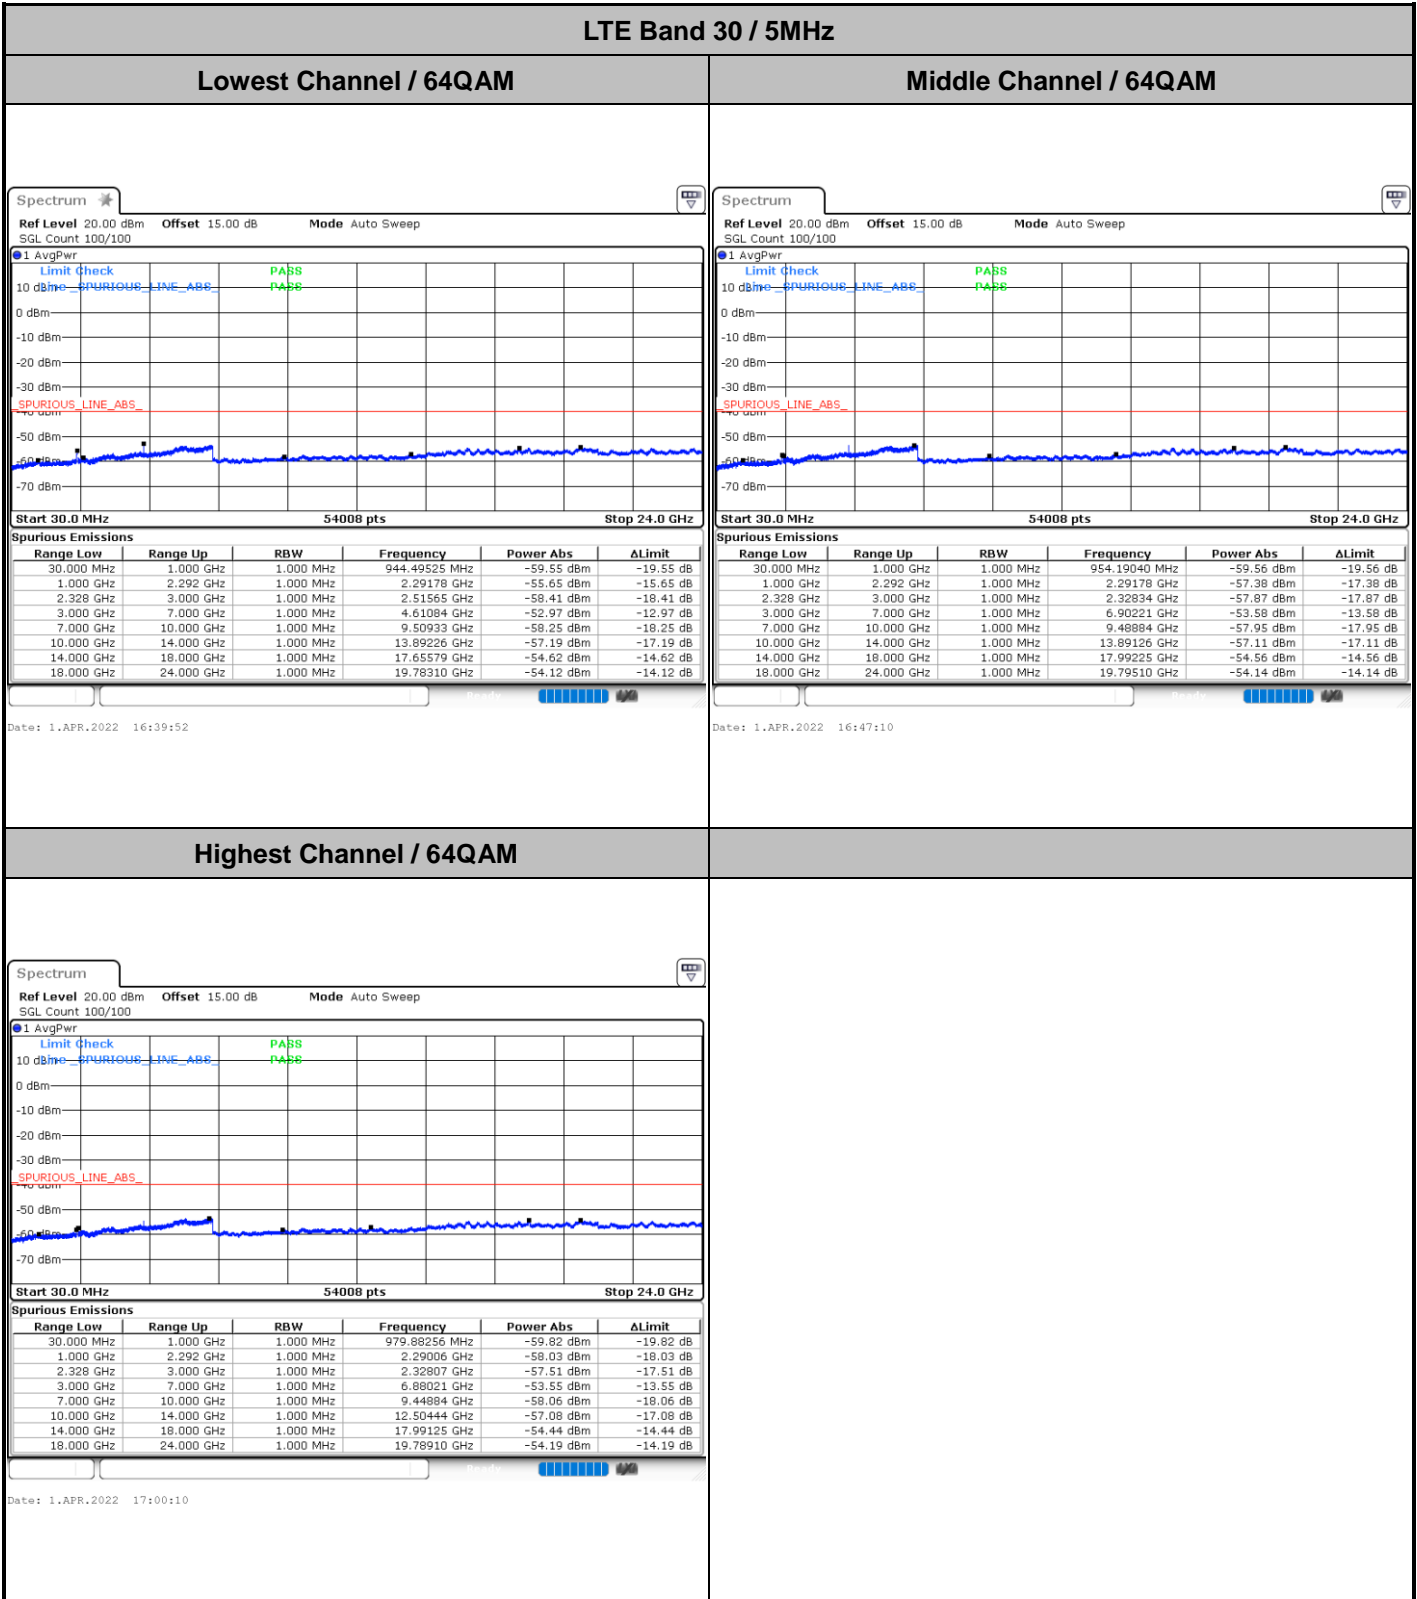 LTE Band 30 / 5MHz
Lowest Channel / 64QAM
Middle Channel / 64QAM
Spectrum
Ref Level 20.00 dBm Offset 15.00 dB Mode Auto Sweep
SGL Count 100/100
1 AvgPwr
Limit Check PASS
Line _SPURIOUS_LINE_ABS_ PASS
10 dBm
0 dBm
-10 dBm
-20 dBm
-30 dBm
_SPURIOUS_LINE_ABS_
-40 dBm
-50 dBm
-60 dBm
-70 dBm
Start 30.0 MHz 54008 pts Stop 24.0 GHz
Spurious Emissions
Range Low Range Up RBW Frequency Power Abs ΔLimit
30.000 MHz 1.000 GHz 1.000 MHz 944.49525 MHz -59.55 dBm -19.55 dB
1.000 GHz 2.292 GHz 1.000 MHz 2.29178 GHz -55.65 dBm -15.65 dB
2.328 GHz 3.000 GHz 1.000 MHz 2.51565 GHz -58.41 dBm -18.41 dB
3.000 GHz 7.000 GHz 1.000 MHz 4.61084 GHz -52.97 dBm -12.97 dB
7.000 GHz 10.000 GHz 1.000 MHz 9.50933 GHz -58.25 dBm -18.25 dB
10.000 GHz 14.000 GHz 1.000 MHz 13.89226 GHz -57.19 dBm -17.19 dB
14.000 GHz 18.000 GHz 1.000 MHz 17.65579 GHz -54.62 dBm -14.62 dB
18.000 GHz 24.000 GHz 1.000 MHz 19.78310 GHz -54.12 dBm -14.12 dB
Ready
Date: 1.APR.2022 16:39:52
Spectrum
Ref Level 20.00 dBm Offset 15.00 dB Mode Auto Sweep
SGL Count 100/100
1 AvgPwr
Limit Check PASS
Line _SPURIOUS_LINE_ABS_ PASS
10 dBm
0 dBm
-10 dBm
-20 dBm
-30 dBm
_SPURIOUS_LINE_ABS_
-40 dBm
-50 dBm
-60 dBm
-70 dBm
Start 30.0 MHz 54008 pts Stop 24.0 GHz
Spurious Emissions
Range Low Range Up RBW Frequency Power Abs ΔLimit
30.000 MHz 1.000 GHz 1.000 MHz 954.19040 MHz -59.56 dBm -19.56 dB
1.000 GHz 2.292 GHz 1.000 MHz 2.29178 GHz -57.38 dBm -17.38 dB
2.328 GHz 3.000 GHz 1.000 MHz 2.32834 GHz -57.87 dBm -17.87 dB
3.000 GHz 7.000 GHz 1.000 MHz 6.90221 GHz -53.58 dBm -13.58 dB
7.000 GHz 10.000 GHz 1.000 MHz 9.48884 GHz -57.95 dBm -17.95 dB
10.000 GHz 14.000 GHz 1.000 MHz 13.89126 GHz -57.11 dBm -17.11 dB
14.000 GHz 18.000 GHz 1.000 MHz 17.99225 GHz -54.56 dBm -14.56 dB
18.000 GHz 24.000 GHz 1.000 MHz 19.79510 GHz -54.14 dBm -14.14 dB
Ready
Date: 1.APR.2022 16:47:10
Highest Channel / 64QAM
Spectrum
Ref Level 20.00 dBm Offset 15.00 dB Mode Auto Sweep
SGL Count 100/100
1 AvgPwr
Limit Check PASS
Line _SPURIOUS_LINE_ABS_ PASS
10 dBm
0 dBm
-10 dBm
-20 dBm
-30 dBm
_SPURIOUS_LINE_ABS_
-40 dBm
-50 dBm
-60 dBm
-70 dBm
Start 30.0 MHz 54008 pts Stop 24.0 GHz
Spurious Emissions
Range Low Range Up RBW Frequency Power Abs ΔLimit
30.000 MHz 1.000 GHz 1.000 MHz 979.88256 MHz -59.82 dBm -19.82 dB
1.000 GHz 2.292 GHz 1.000 MHz 2.29006 GHz -58.03 dBm -18.03 dB
2.328 GHz 3.000 GHz 1.000 MHz 2.32807 GHz -57.51 dBm -17.51 dB
3.000 GHz 7.000 GHz 1.000 MHz 6.88021 GHz -53.55 dBm -13.55 dB
7.000 GHz 10.000 GHz 1.000 MHz 9.44884 GHz -58.06 dBm -18.06 dB
10.000 GHz 14.000 GHz 1.000 MHz 12.50444 GHz -57.08 dBm -17.08 dB
14.000 GHz 18.000 GHz 1.000 MHz 17.99125 GHz -54.44 dBm -14.44 dB
18.000 GHz 24.000 GHz 1.000 MHz 19.78910 GHz -54.19 dBm -14.19 dB
Ready
Date: 1.APR.2022 17:00:10